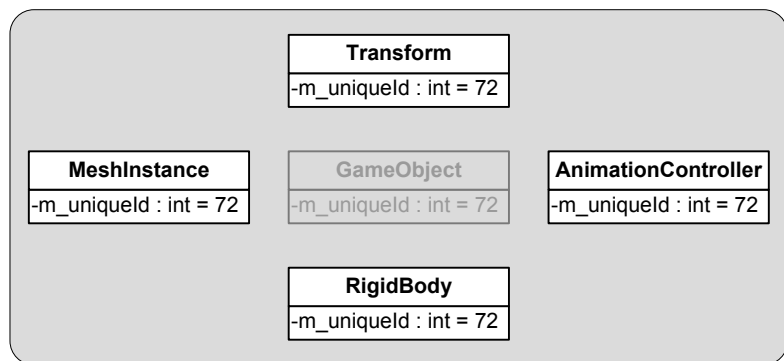 Transform
-m_uniqueId : int = 72
MeshInstance
-m_uniqueId : int = 72
GameObject
-m_uniqueId : int = 72
AnimationController
-m_uniqueId : int = 72
RigidBody
-m_uniqueId : int = 72